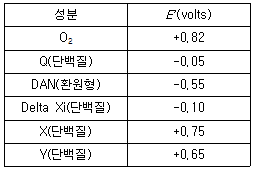 성분 E'(volts)
O₂ +0,82
Q(단백질) -0,05
DAN(환원형) -0,55
Delta Xi(단백질) -0,10
X(단백질) +0,75
Y(단백질) +0,65